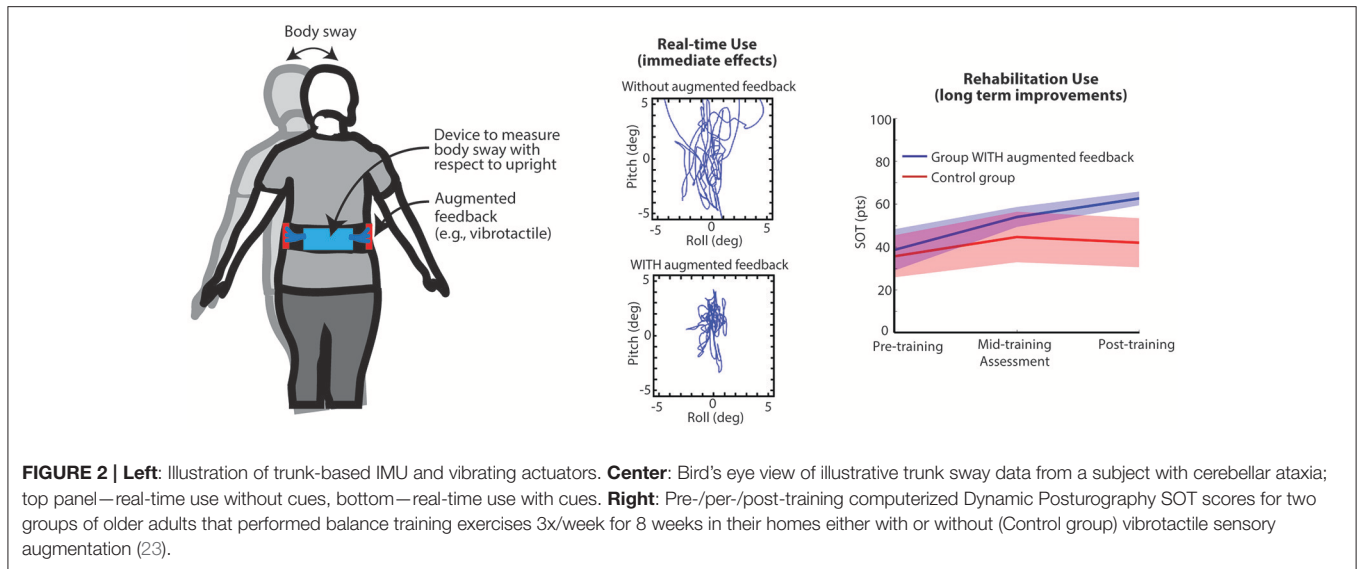 Body sway
Device to measure
body sway with
respect to upright
Augmented
feedback
(e.g., vibrotactile)
Real-time Use
(immediate effects)
Without augmented feedback
5
0
-5
Pitch (deg)
-5
0
5
Roll (deg)
WITH augmented feedback
5
0
-5
Pitch (deg)
-5
0
5
Roll (deg)
Rehabilitation Use
(long term improvements)
100
80
60
40
20
0
SOT (pts)
Group WITH augmented feedback
Control group
Pre-training
Mid-training
Post-training
Assessment
FIGURE 2 | Left: Illustration of trunk-based IMU and vibrating actuators. Center: Bird's eye view of illustrative trunk sway data from a subject with cerebellar ataxia;
top panel—real-time use without cues, bottom—real-time use with cues. Right: Pre-/per-/post-training computerized Dynamic Posturography SOT scores for two
groups of older adults that performed balance training exercises 3x/week for 8 weeks in their homes either with or without (Control group) vibrotactile sensory
augmentation (23).